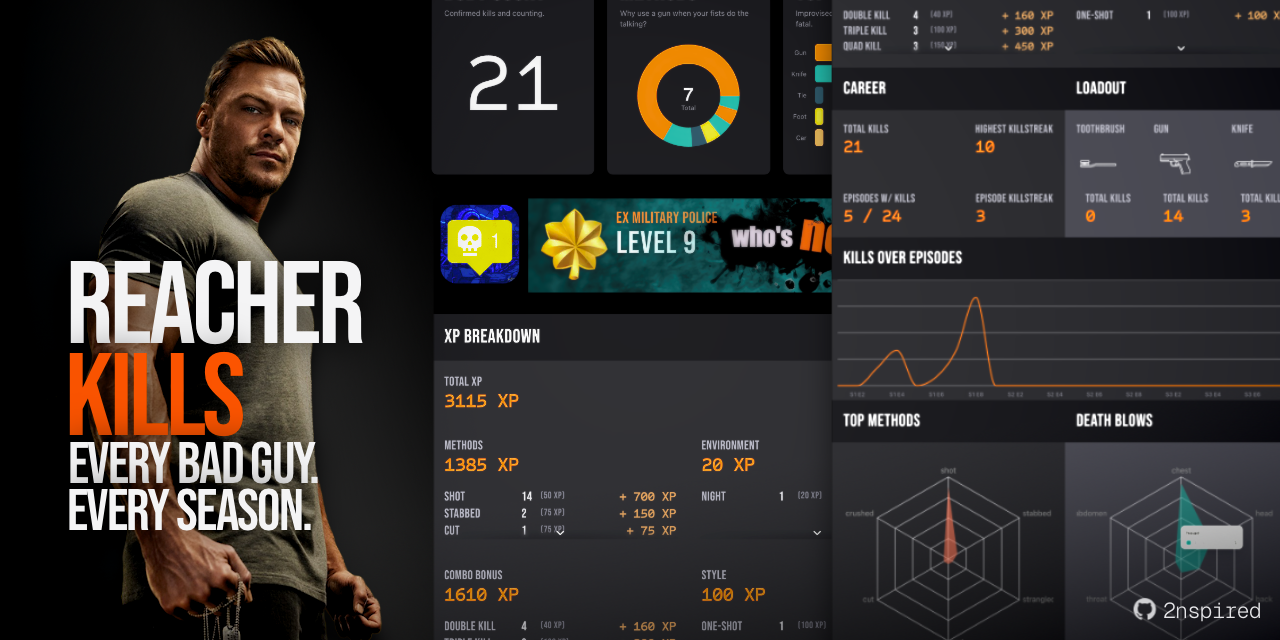 REACHER
KILLS
EVERY BAD GUY.
EVERY SEASON.
Confirmed kills and counting.
21
Why use a gun when your fists do the
talking?
7
Total
Improvised
fatal.
Gun
Knife
Tie
Foot
Car
1
EX MILITARY POLICE
LEVEL 9
who's
XP BREAKDOWN
TOTAL XP
3115 XP
METHODS
1385 XP
SHOT 14 (50 XP) + 700 XP
STABBED 2 (75 XP) + 150 XP
CUT 1 (75 XP) + 75 XP
ENVIRONMENT
20 XP
NIGHT 1 (20 XP)
COMBO BONUS
1610 XP
DOUBLE KILL 4 (40 XP) + 160 XP
STYLE
100 XP
ONE-SHOT 1 (100 XP)
DOUBLE KILL 4 (40 XP) + 160 XP
TRIPLE KILL 3 (100 XP) + 300 XP
QUAD KILL 3 (150 XP) + 450 XP
ONE-SHOT 1 (100 XP) + 100 X
CAREER
TOTAL KILLS
21
HIGHEST KILLSTREAK
10
EPISODES W/ KILLS
5 / 24
EPISODE KILLSTREAK
3
LOADOUT
TOOTHBRUSH GUN KNIFE
TOTAL KILLS TOTAL KILLS TOTAL KIL
0 14 3
KILLS OVER EPISODES
TOP METHODS
shot
crushed
stabbed
cut
strangled
DEATH BLOWS
chest
head
throat
2nspired